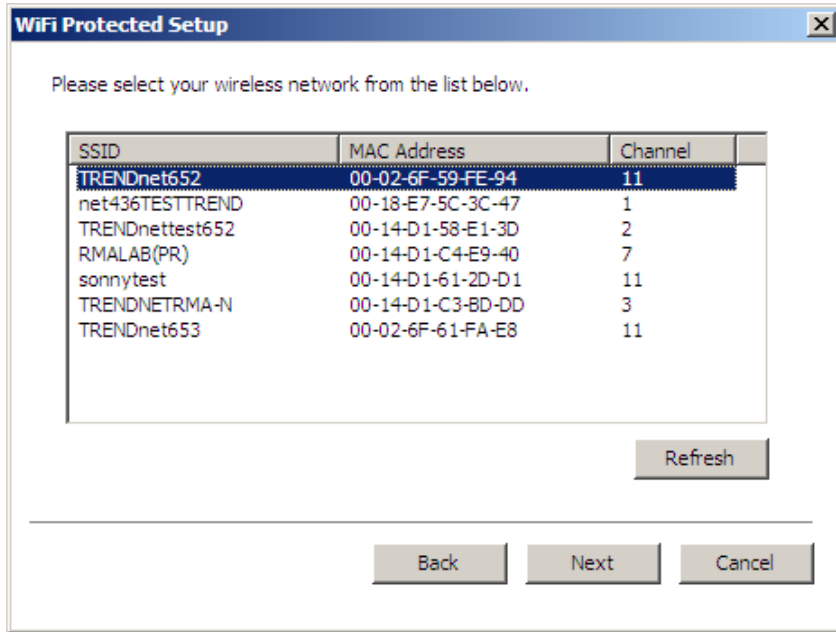 WiFi Protected Setup
Please select your wireless network from the list below.
SSID MAC Address Channel
TRENDnet652 00-02-6F-59-FE-94 11
net436TESTTREND 00-18-E7-5C-3C-47 1
TRENDnettest652 00-14-D1-58-E1-3D 2
RMALAB(PR) 00-14-D1-C4-E9-40 7
sonnytest 00-14-D1-61-2D-D1 11
TRENDNETRMA-N 00-14-D1-C3-BD-DD 3
TRENDnet653 00-02-6F-61-FA-E8 11
Refresh
Back Next Cancel